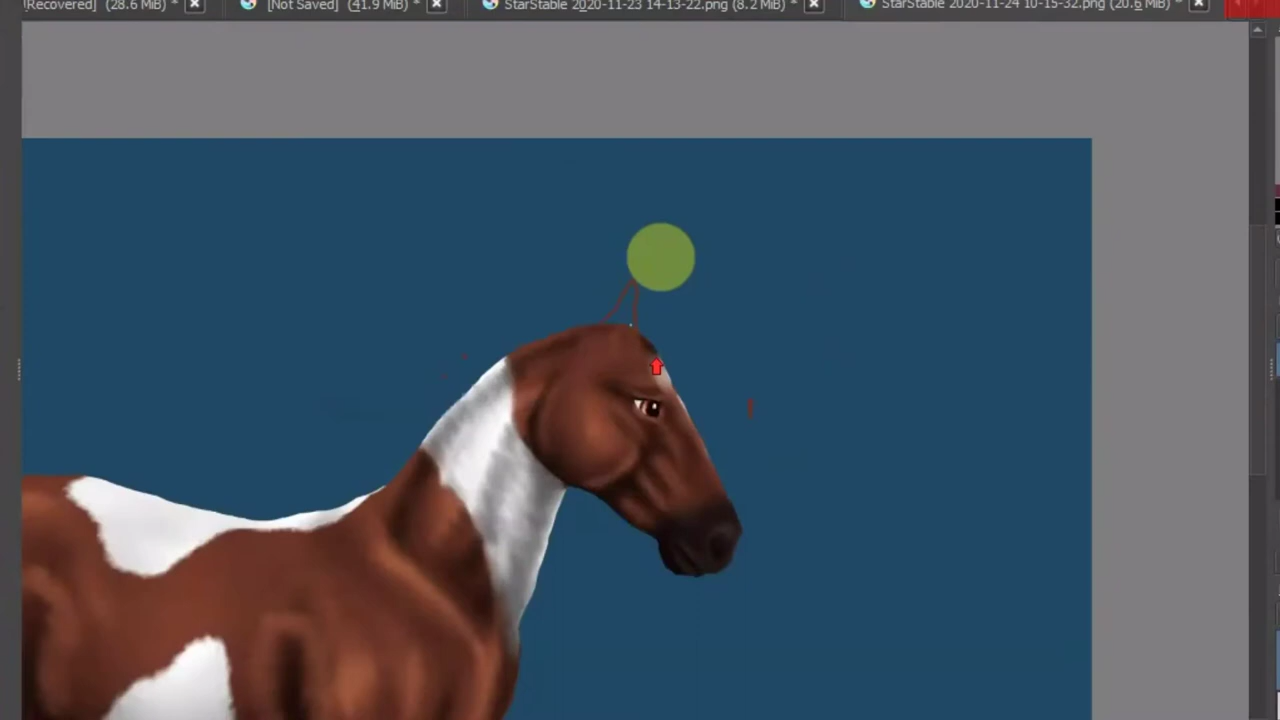 !Recovered] (28.6 MiB) *
[Not Saved] (41.9 MiB) *
StarStable 2020-11-23 14-13-22.png (8.2 MiB) *
StarStable 2020-11-24 10-15-32.png (20.6 MiB) *